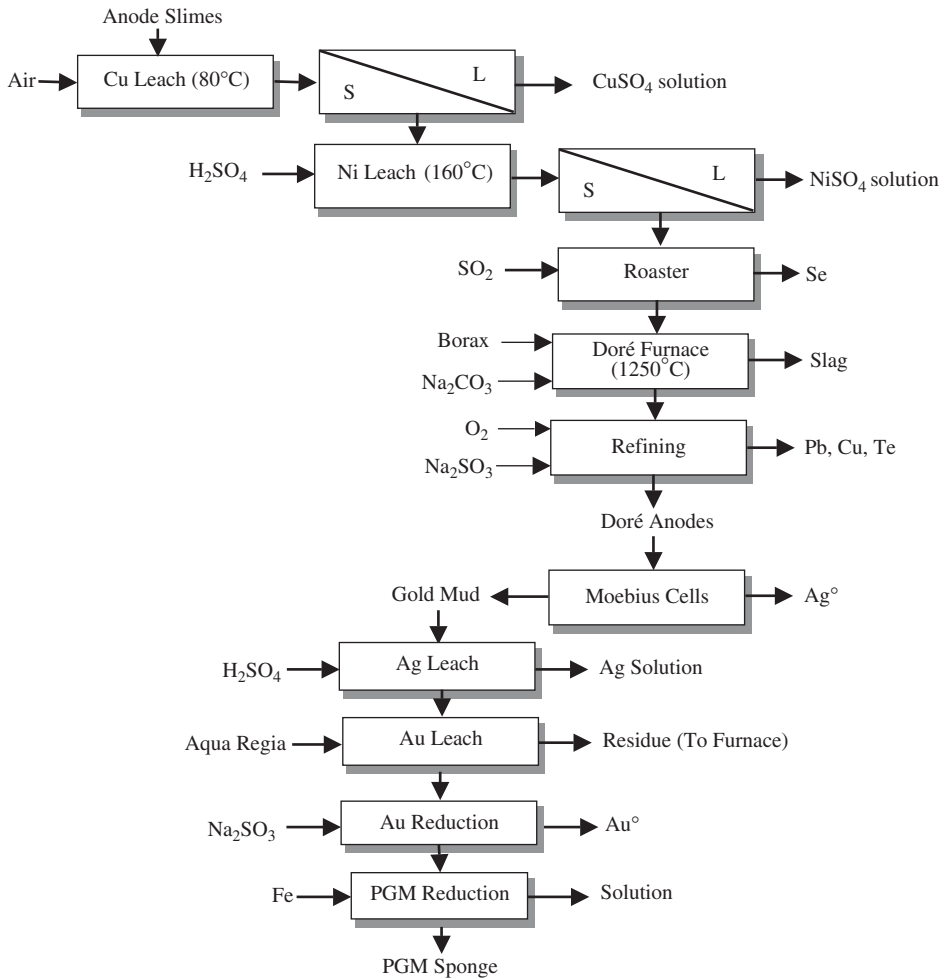 Anode Slimes
Air
Cu Leach (80°C)
S
L
CuSO₄ solution
H₂SO₄
Ni Leach (160°C)
S
L
NiSO₄ solution
SO₂
Roaster
Se
Borax
Na₂CO₃
Doré Furnace
(1250°C)
Slag
O₂
Na₂SO₃
Refining
Pb, Cu, Te
Doré Anodes
Gold Mud
Moebius Cells
Ag°
H₂SO₄
Ag Leach
Ag Solution
Aqua Regia
Au Leach
Residue (To Furnace)
Na₂SO₃
Au Reduction
Au°
Fe
PGM Reduction
Solution
PGM Sponge